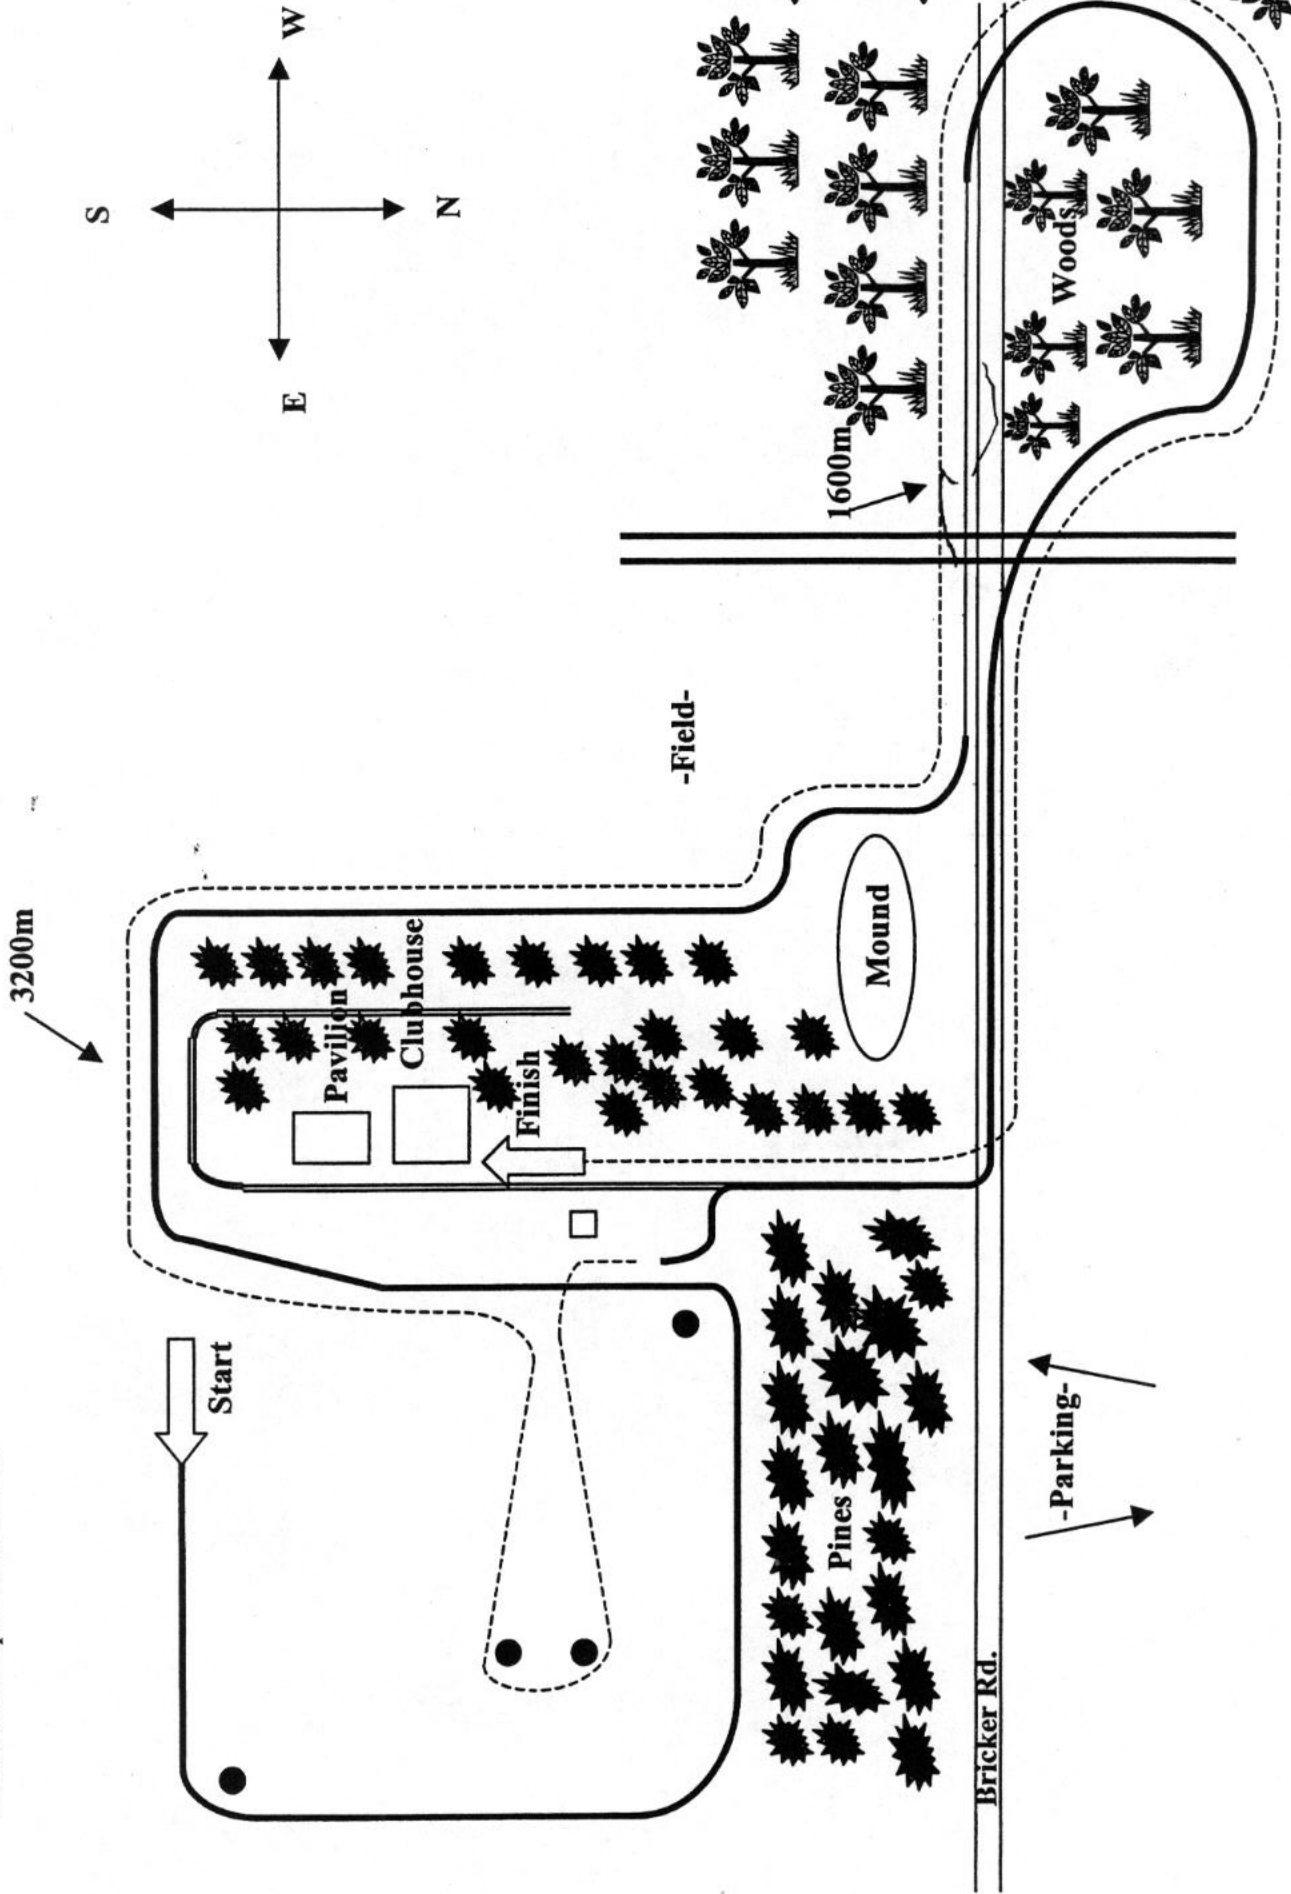 S
W
E
N
3200m
1600m
Woods
-Field-
Mound
Pavilion
Clubhouse
Finish
Start
Pines
-Parking-
Bricker Rd.